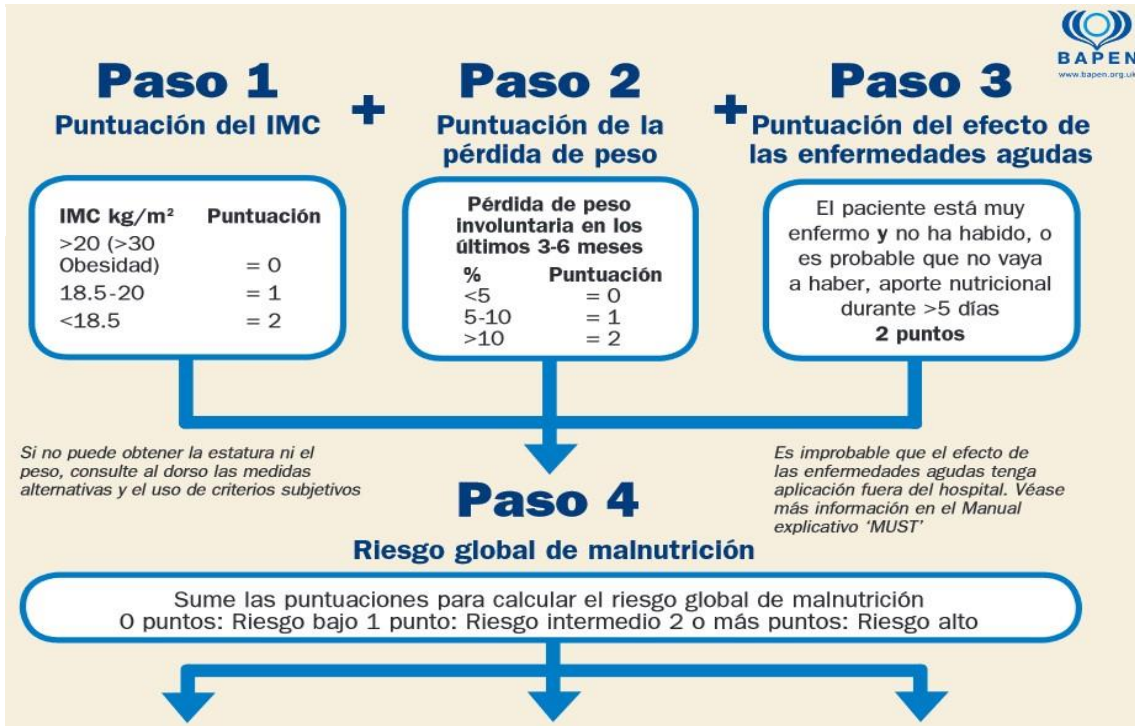 BAPEN
www.bapen.org.uk
Paso 1
Puntuación del IMC
+
Paso 2
Puntuación de la
pérdida de peso
+
Paso 3
Puntuación del efecto de
las enfermedades agudas
IMC kg/m² Puntuación
>20 (>30
Obesidad) = 0
18.5-20 = 1
<18.5 = 2
Pérdida de peso
involuntaria en los
últimos 3-6 meses
% Puntuación
<5 = 0
5-10 = 1
>10 = 2
El paciente está muy
enfermo y no ha habido, o
es probable que no vaya
a haber, aporte nutricional
durante >5 días
2 puntos
Si no puede obtener la estatura ni el
peso, consulte al dorso las medidas
alternativas y el uso de criterios subjetivos
Es improbable que el efecto de
las enfermedades agudas tenga
aplicación fuera del hospital. Véase
más información en el Manual
explicativo ‘MUST’
Paso 4
Riesgo global de malnutrición
Sume las puntuaciones para calcular el riesgo global de malnutrición
0 puntos: Riesgo bajo 1 punto: Riesgo intermedio 2 o más puntos: Riesgo alto